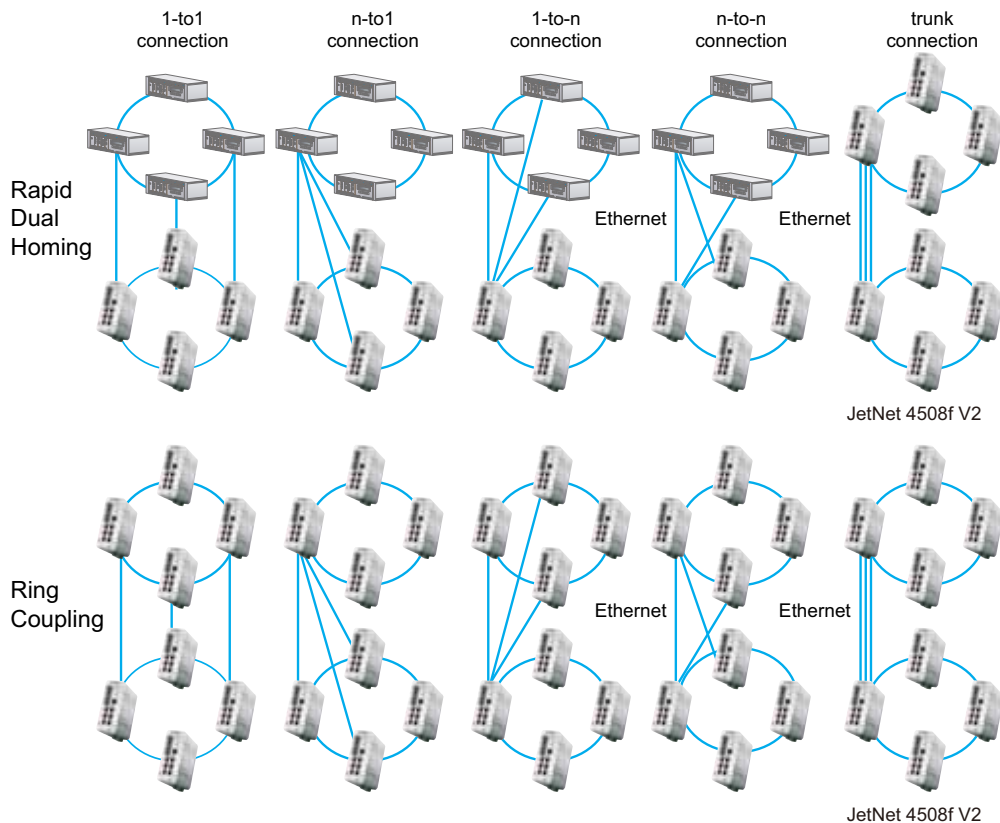 1-to1
connection
n-to1
connection
1-to-n
connection
n-to-n
connection
trunk
connection
Rapid
Dual
Homing
Ethernet
Ethernet
JetNet 4508f V2
Ring
Coupling
Ethernet
Ethernet
JetNet 4508f V2